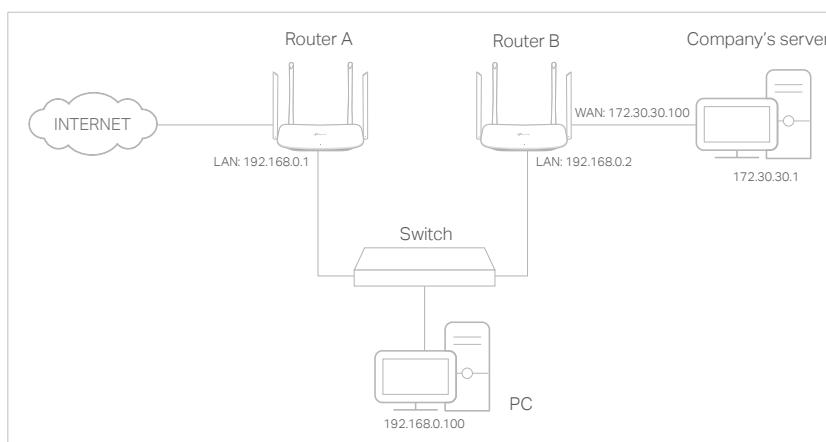 Router A
Router B
Company's server
INTERNET
WAN: 172.30.30.100
LAN: 192.168.0.1
LAN: 192.168.0.2
172.30.30.1
Switch
PC
192.168.0.100